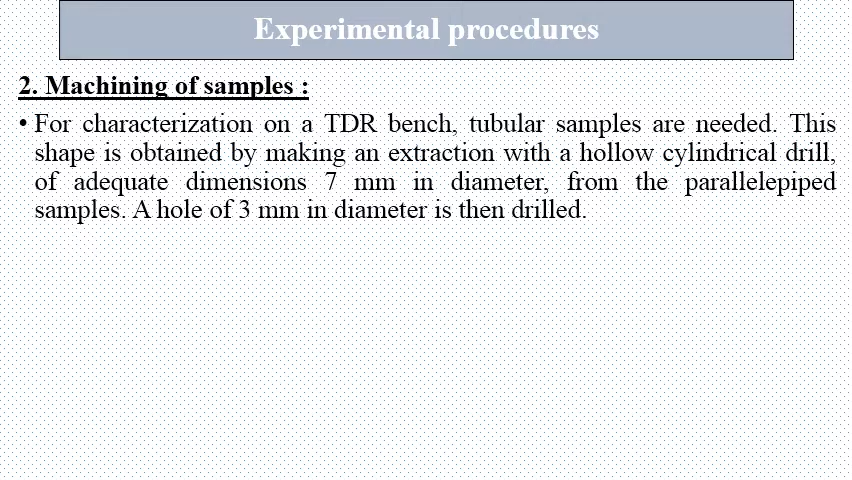 Experimental procedures
2. Machining of samples :
• For characterization on a TDR bench, tubular samples are needed. This
shape is obtained by making an extraction with a hollow cylindrical drill,
of adequate dimensions 7 mm in diameter, from the parallelepiped
samples. A hole of 3 mm in diameter is then drilled.